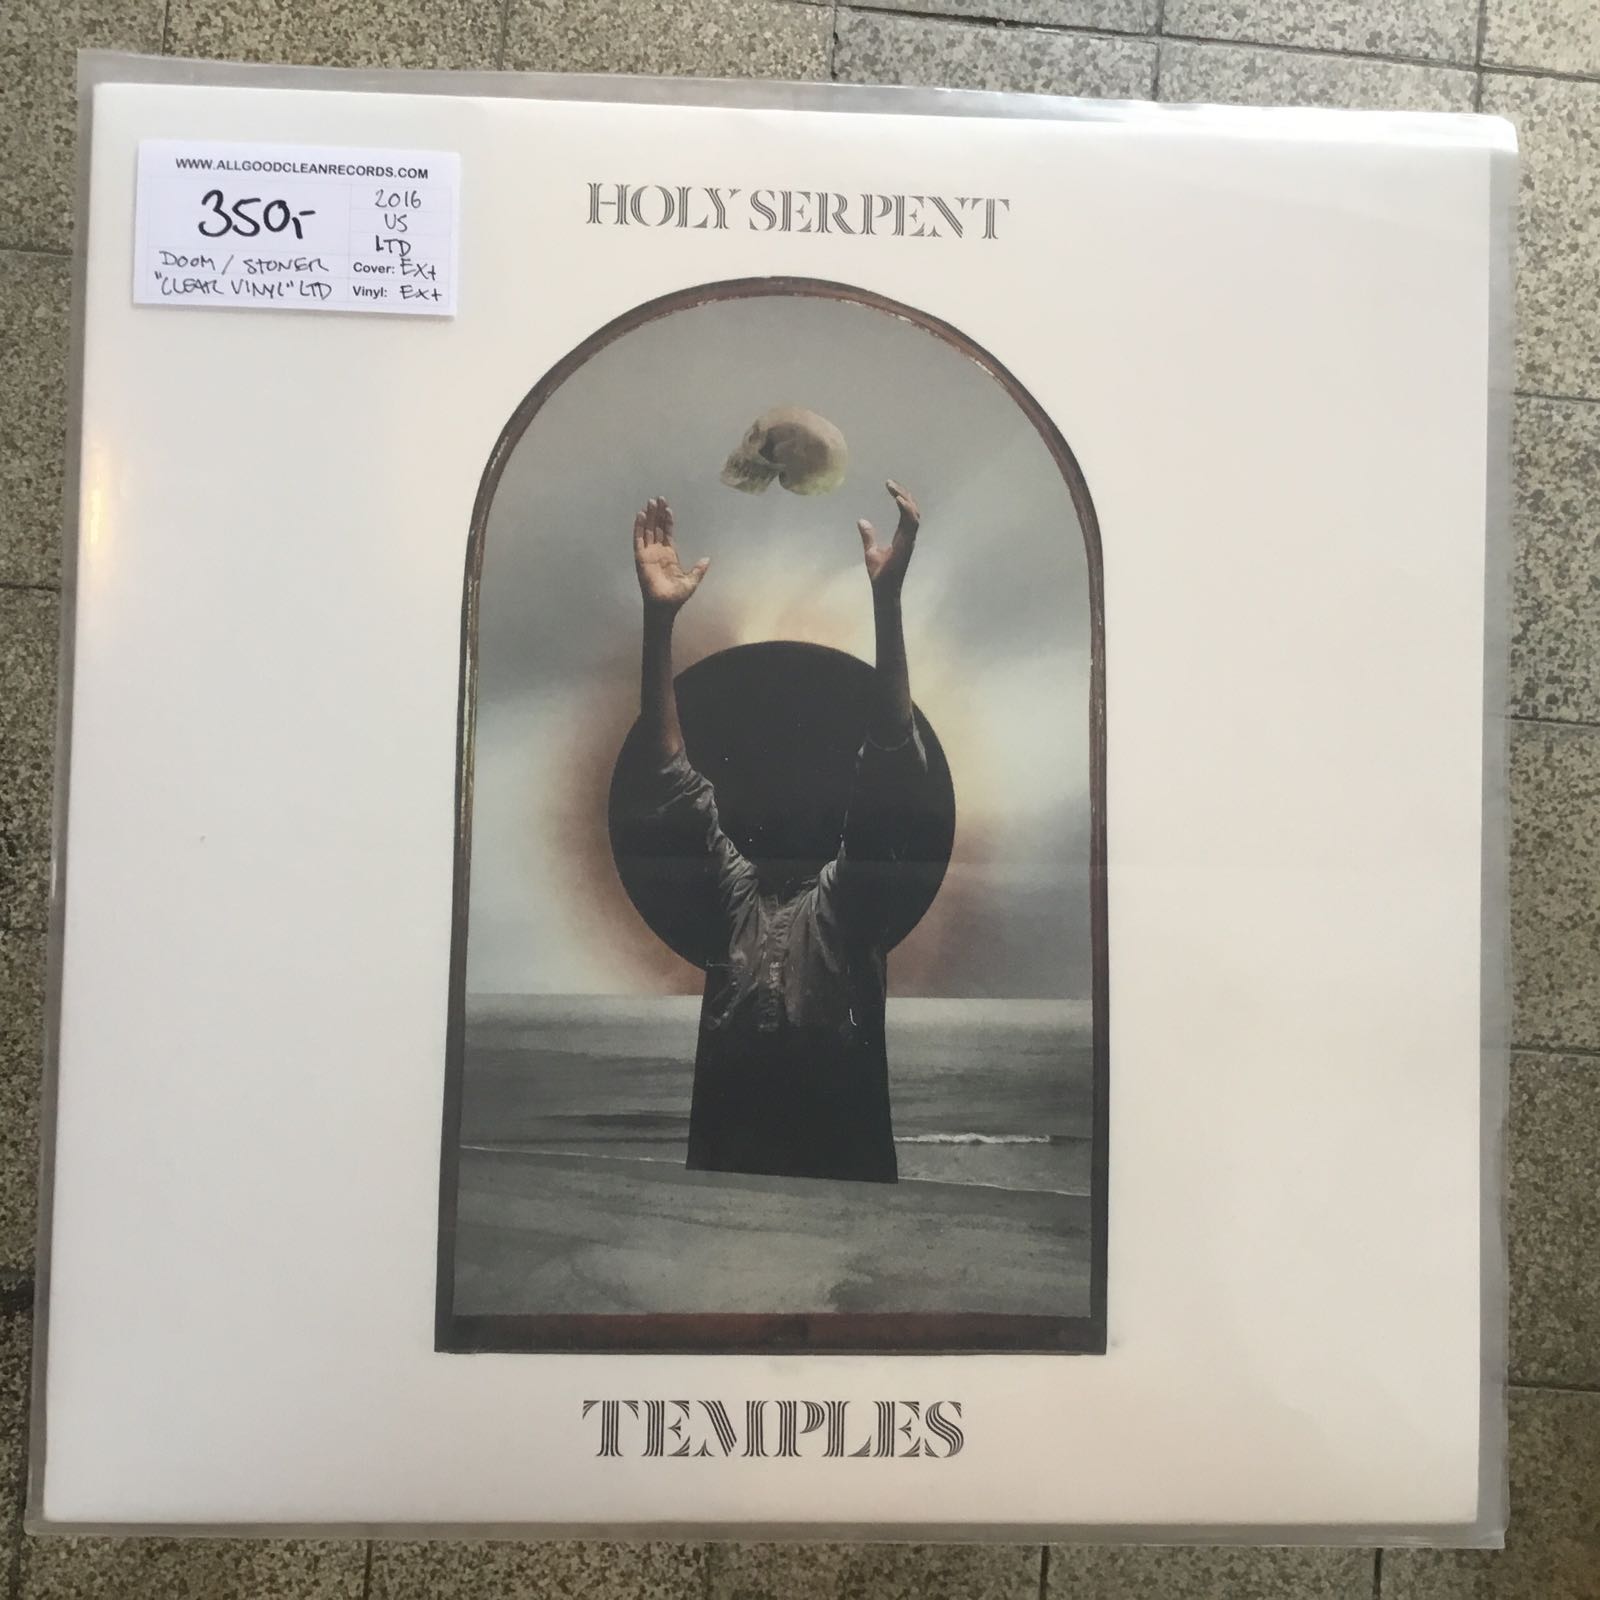 WWW.ALLGOODCLEANRECORDS.COM
350,-
2016
US
LTD
DOOM / STONER
Cover: EX+
"CLEAR VINYL" LTD
Vinyl: EX+
HOLY SERPENT
TEMPLES